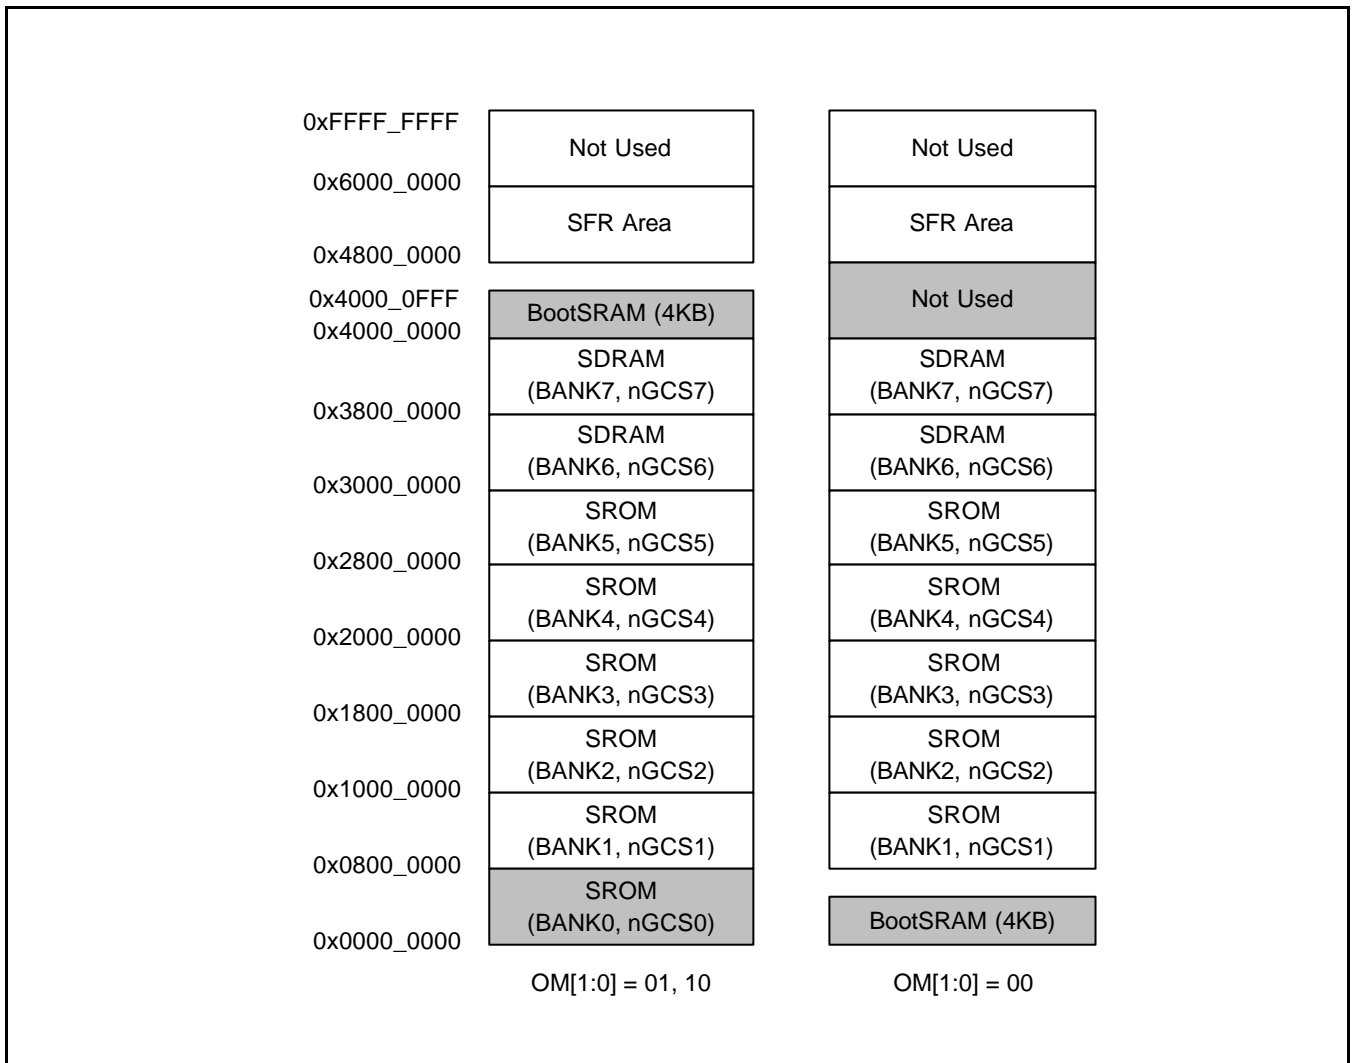 0xFFFF_FFFF
Not Used
Not Used
0x6000_0000
SFR Area
SFR Area
0x4800_0000
0x4000_0FFF
BootSRAM (4KB)
Not Used
0x4000_0000
SDRAM
(BANK7, nGCS7)
SDRAM
(BANK7, nGCS7)
0x3800_0000
SDRAM
(BANK6, nGCS6)
SDRAM
(BANK6, nGCS6)
0x3000_0000
SROM
(BANK5, nGCS5)
SROM
(BANK5, nGCS5)
0x2800_0000
SROM
(BANK4, nGCS4)
SROM
(BANK4, nGCS4)
0x2000_0000
SROM
(BANK3, nGCS3)
SROM
(BANK3, nGCS3)
0x1800_0000
SROM
(BANK2, nGCS2)
SROM
(BANK2, nGCS2)
0x1000_0000
SROM
(BANK1, nGCS1)
SROM
(BANK1, nGCS1)
0x0800_0000
SROM
(BANK0, nGCS0)
BootSRAM (4KB)
0x0000_0000
OM[1:0] = 01, 10
OM[1:0] = 00